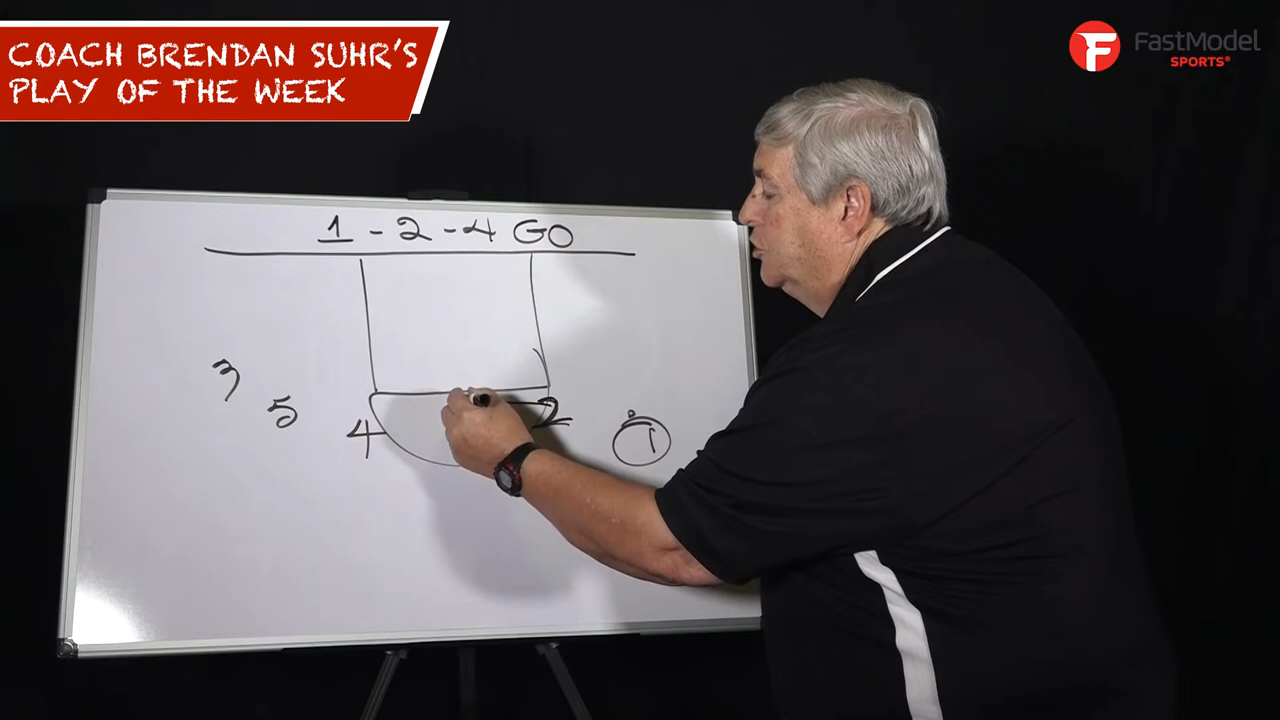 COACH BRENDAN SUHR'S
PLAY OF THE WEEK
F FastModel
SPORTS®
1 - 2 - 4 GO
3
5
4
2
1